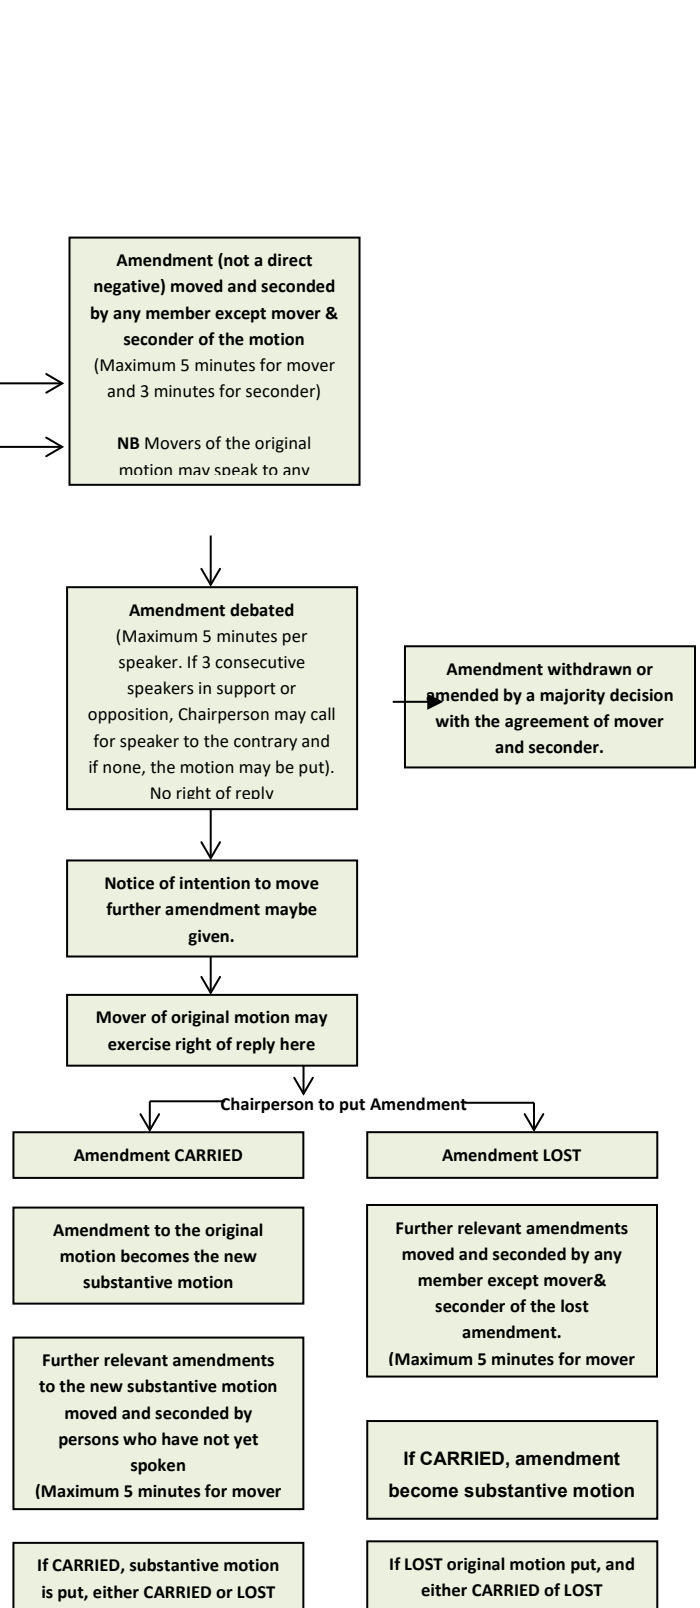 Amendment (not a direct
negative) moved and seconded
by any member except mover &
seconder of the motion
(Maximum 5 minutes for mover
and 3 minutes for seconder)
NB Movers of the original
motion may speak to any
Amendment debated
(Maximum 5 minutes per
speaker. If 3 consecutive
speakers in support or
opposition, Chairperson may call
for speaker to the contrary and
if none, the motion may be put).
No right of reply
Amendment withdrawn or
amended by a majority decision
with the agreement of mover
and seconder.
Notice of intention to move
further amendment maybe
given.
Mover of original motion may
exercise right of reply here
Chairperson to put Amendment
Amendment CARRIED
Amendment to the original
motion becomes the new
substantive motion
Further relevant amendments
to the new substantive motion
moved and seconded by
persons who have not yet
spoken
(Maximum 5 minutes for mover
If CARRIED, substantive motion
is put, either CARRIED or LOST
Amendment LOST
Further relevant amendments
moved and seconded by any
member except mover&
seconder of the lost
amendment.
(Maximum 5 minutes for mover
If CARRIED, amendment
become substantive motion
If LOST original motion put, and
either CARRIED of LOST